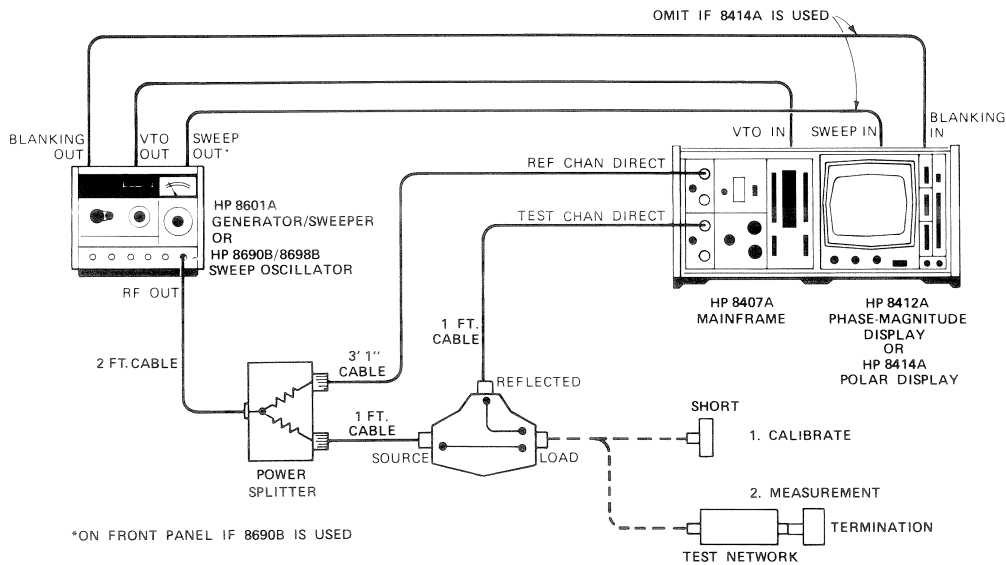 OMIT IF 8414A IS USED
BLANKING
OUT
VTO
OUT
SWEEP
OUT*
VTO IN
SWEEP IN
BLANKING
IN
REF CHAN DIRECT
TEST CHAN DIRECT
HP 8601A
GENERATOR/SWEEPER
OR
HP 8690B/8698B
SWEEP OSCILLATOR
RF OUT
HP 8407A
MAINFRAME
HP 8412A
PHASE-MAGNITUDE
DISPLAY
OR
HP 8414A
POLAR DISPLAY
2 FT. CABLE
3' 1"
CABLE
1 FT.
CABLE
REFLECTED
1 FT.
CABLE
SOURCE
LOAD
SHORT
1. CALIBRATE
POWER
SPLITTER
2. MEASUREMENT
TERMINATION
TEST NETWORK
*ON FRONT PANEL IF 8690B IS USED